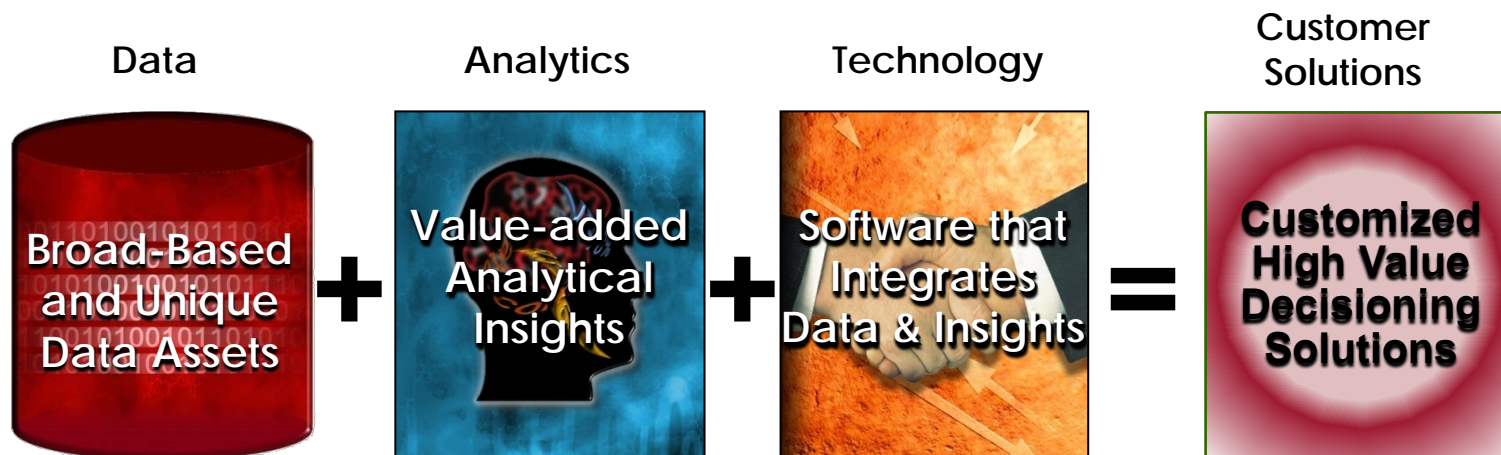 Data
Analytics
Technology
Customer
Solutions
Broad-Based
and Unique
Data Assets
+
Value-added
Analytical
Insights
+
Software that
Integrates
Data & Insights
=
Customized
High Value
Decisioning
Solutions